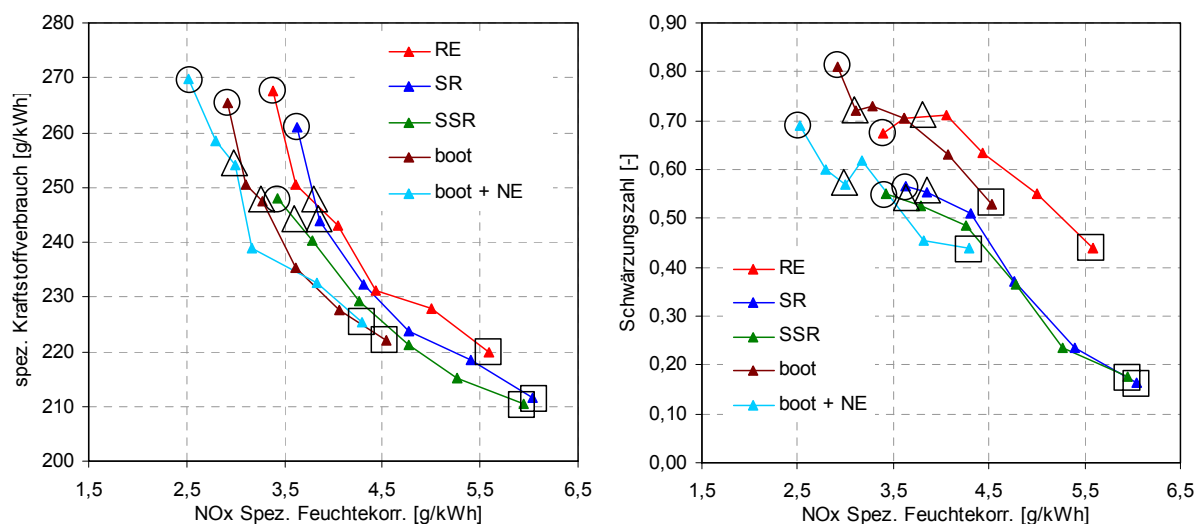 spez. Kraftstoffverbrauch [g/kWh]
280
270
260
250
240
230
220
210
200
1,5
2,5
3,5
4,5
5,5
6,5
NOx Spez. Feuchtekorr. [g/kWh]
RE
SR
SSR
boot
boot + NE
Schwärzungszahl [-]
0,90
0,80
0,70
0,60
0,50
0,40
0,30
0,20
0,10
0,00
1,5
2,5
3,5
4,5
5,5
6,5
NOx Spez. Feuchtekorr. [g/kWh]
RE
SR
SSR
boot
boot + NE